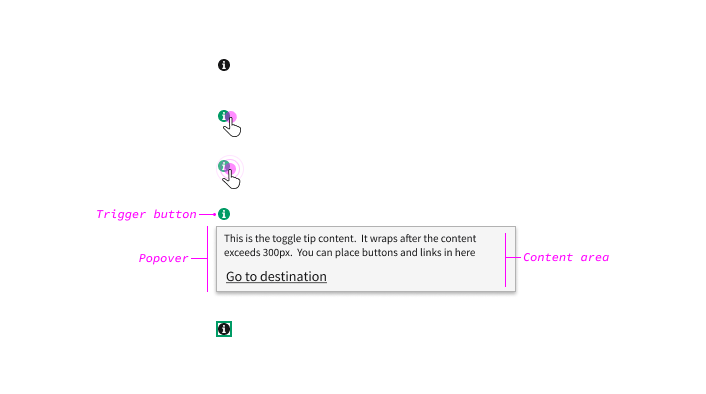 Trigger button
This is the toggle tip content.  It wraps after the content
exceeds 300px.  You can place buttons and links in here
Popover
Content area
Go to destination